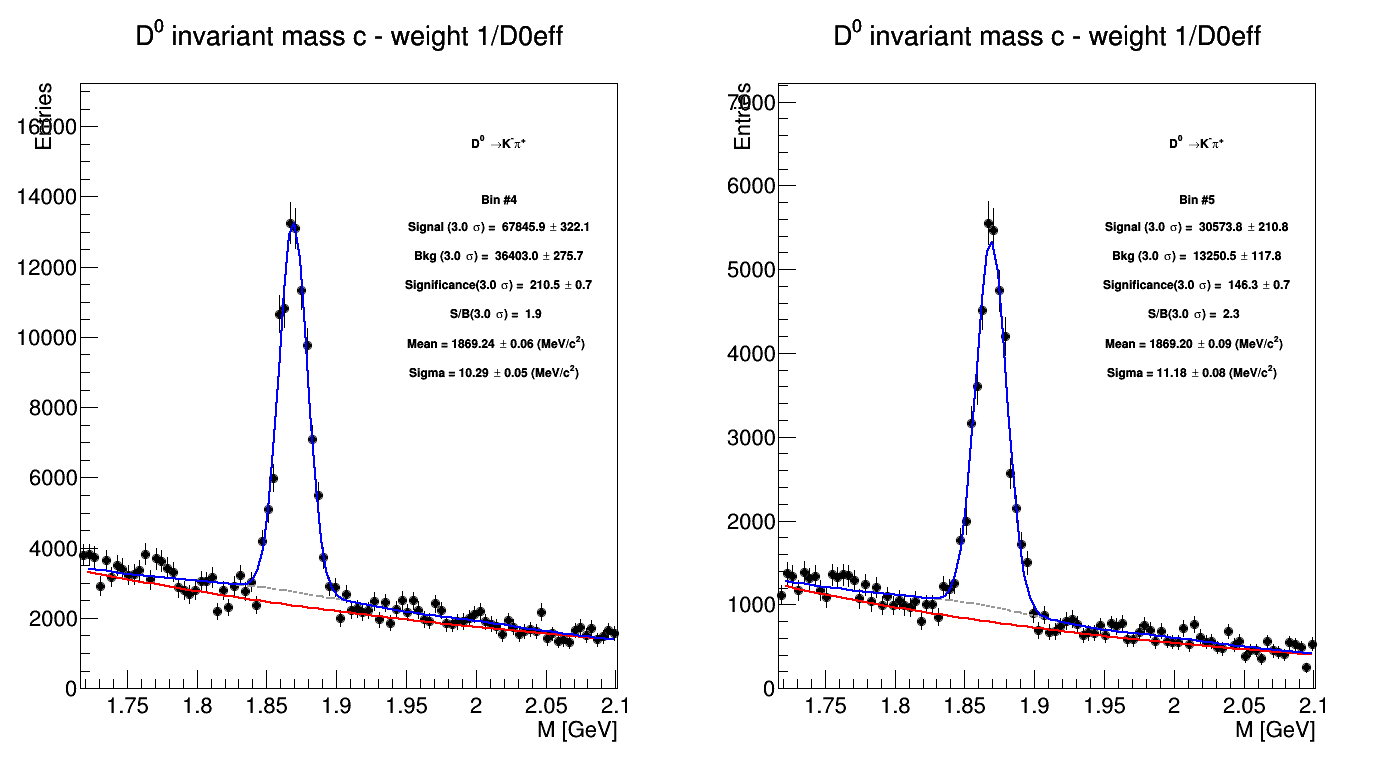 D⁰ invariant mass c - weight 1/D0eff
Entries
16000
14000
12000
10000
8000
6000
4000
2000
0
D⁰ →K⁻π⁺
Bin #4
Signal (3.0 σ) = 67845.9 ± 322.1
Bkg (3.0 σ) = 36403.0 ± 275.7
Significance(3.0 σ) = 210.5 ± 0.7
S/B(3.0 σ) = 1.9
Mean = 1869.24 ± 0.06 (MeV/c²)
Sigma = 10.29 ± 0.05 (MeV/c²)
1.75 1.8 1.85 1.9 1.95 2 2.05 2.1
M [GeV]
D⁰ invariant mass c - weight 1/D0eff
Entries
7000
6000
5000
4000
3000
2000
1000
0
D⁰ →K⁻π⁺
Bin #5
Signal (3.0 σ) = 30573.8 ± 210.8
Bkg (3.0 σ) = 13250.5 ± 117.8
Significance(3.0 σ) = 146.3 ± 0.7
S/B(3.0 σ) = 2.3
Mean = 1869.20 ± 0.09 (MeV/c²)
Sigma = 11.18 ± 0.08 (MeV/c²)
1.75 1.8 1.85 1.9 1.95 2 2.05 2.1
M [GeV]